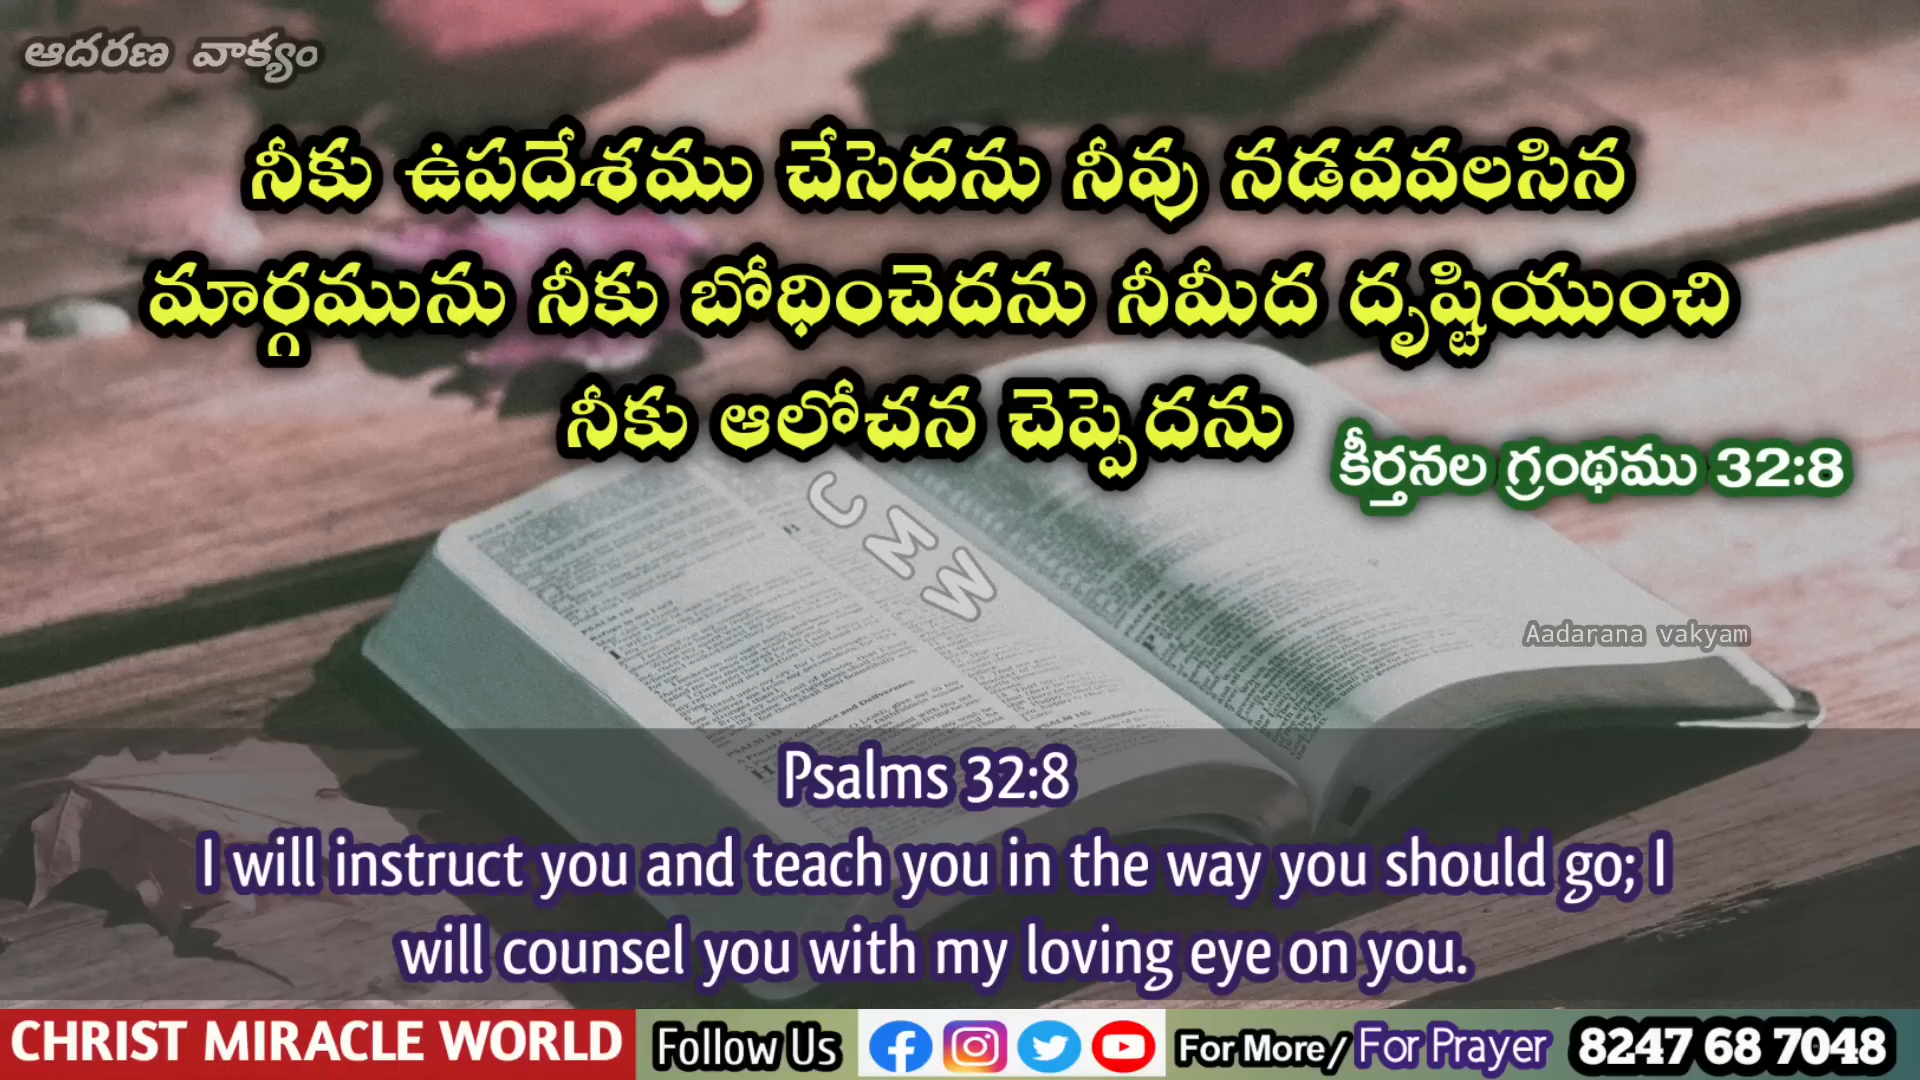 ఆదరణ వాక్యం
నీకు ఉపదేశము చేసెదను నీవు నడవవలసిన
మార్గమును నీకు బోధించెదను నీమీద దృష్టియుంచి
నీకు ఆలోచన చెప్పెదను
కీర్తనల గ్రంథము 32:8
CMW
Aadarana vakyam
Psalms 32:8
I will instruct you and teach you in the way you should go; I
will counsel you with my loving eye on you.
CHRIST MIRACLE WORLD Follow Us For More/ For Prayer 8247 68 7048